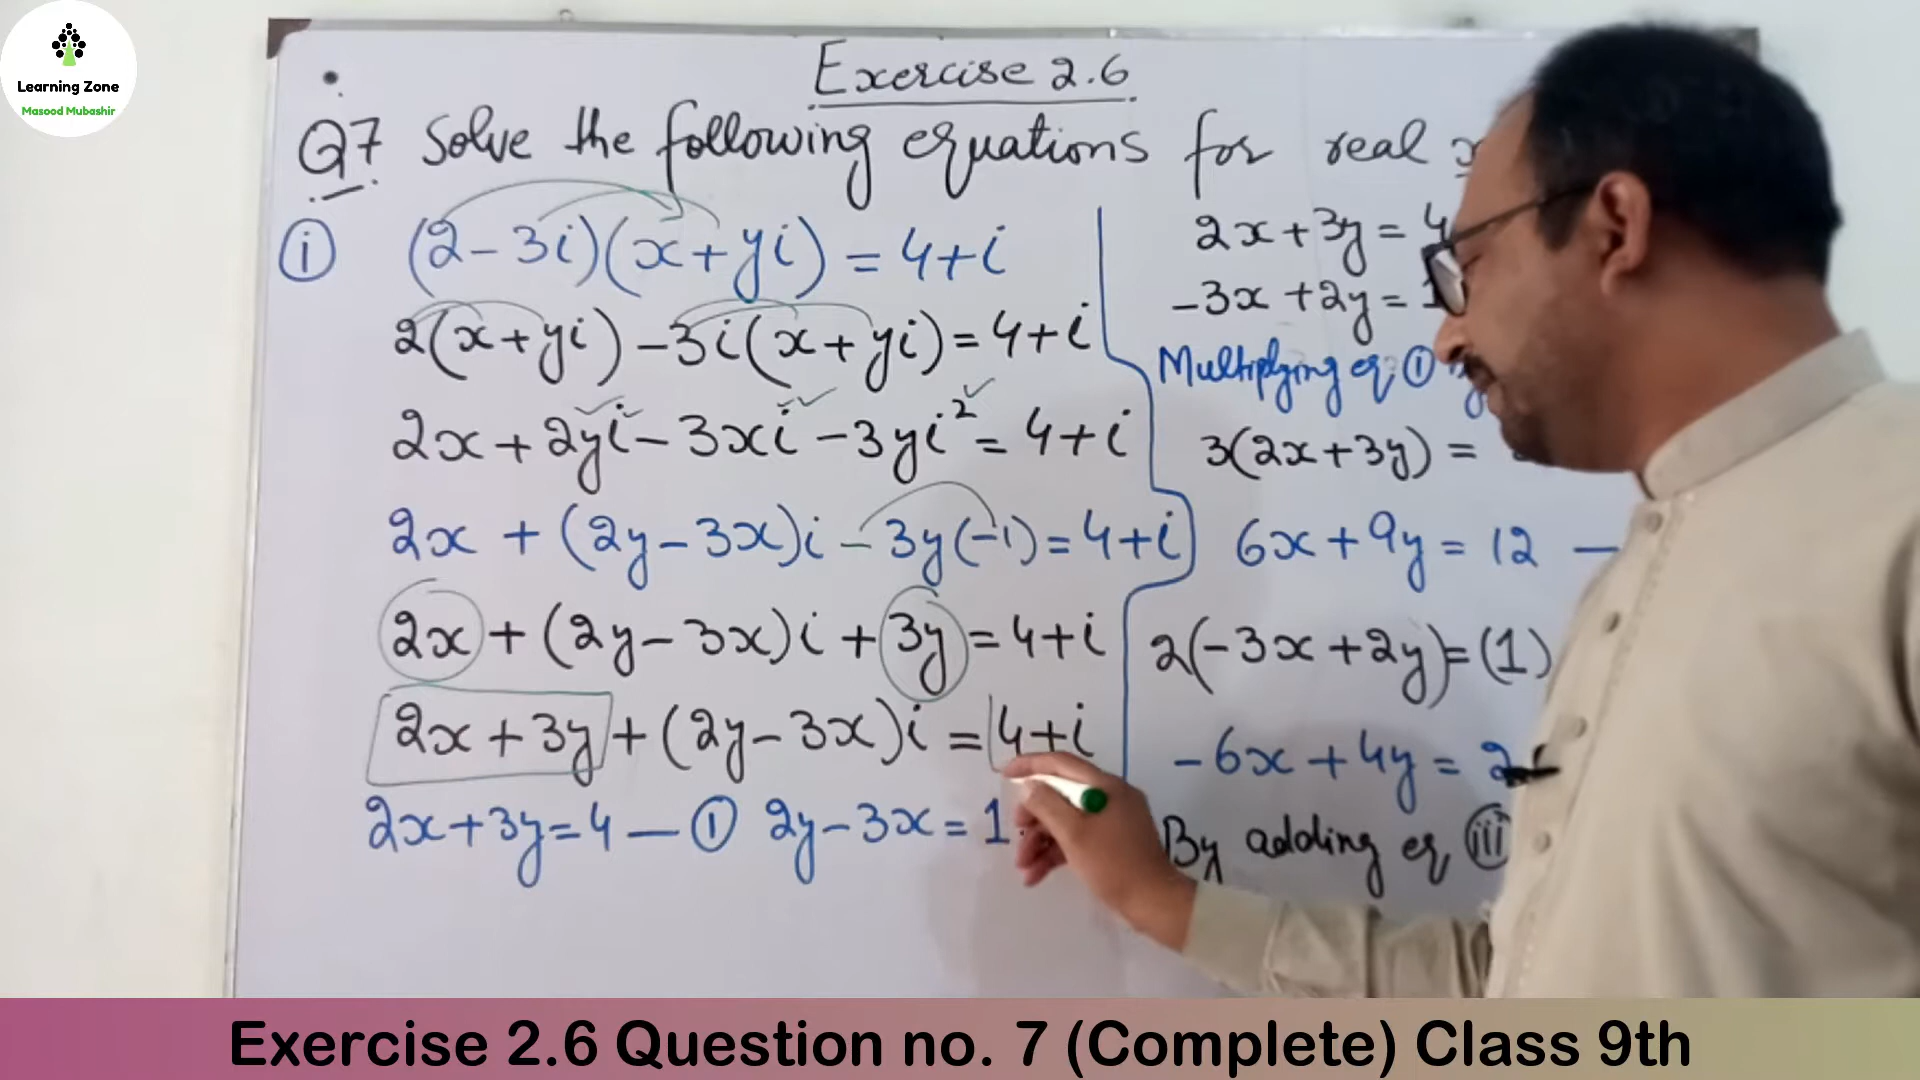 Learning Zone
Masood Mubashir
Exercise 2.6
Q7 Solve the following equations for real x
(i) (2-3i)(x+yi) = 4+i
2(x+yi) -3i(x+yi) = 4+i
2x + 2yi - 3xi - 3yi² = 4+i
2x + (2y-3x)i - 3y(-1) = 4+i
2x + (2y-3x)i + 3y = 4+i
2x+3y + (2y-3x)i = 4+i
2x+3y=4 — (i) 2y-3x = 1
2x+3y = 4
-3x+2y = 1
Multiplying eq (i)
3(2x+3y) =
6x+9y = 12 —
2(-3x+2y) = (1)
-6x+4y = 2
By adding eq (iii)
Exercise 2.6 Question no. 7 (Complete) Class 9th